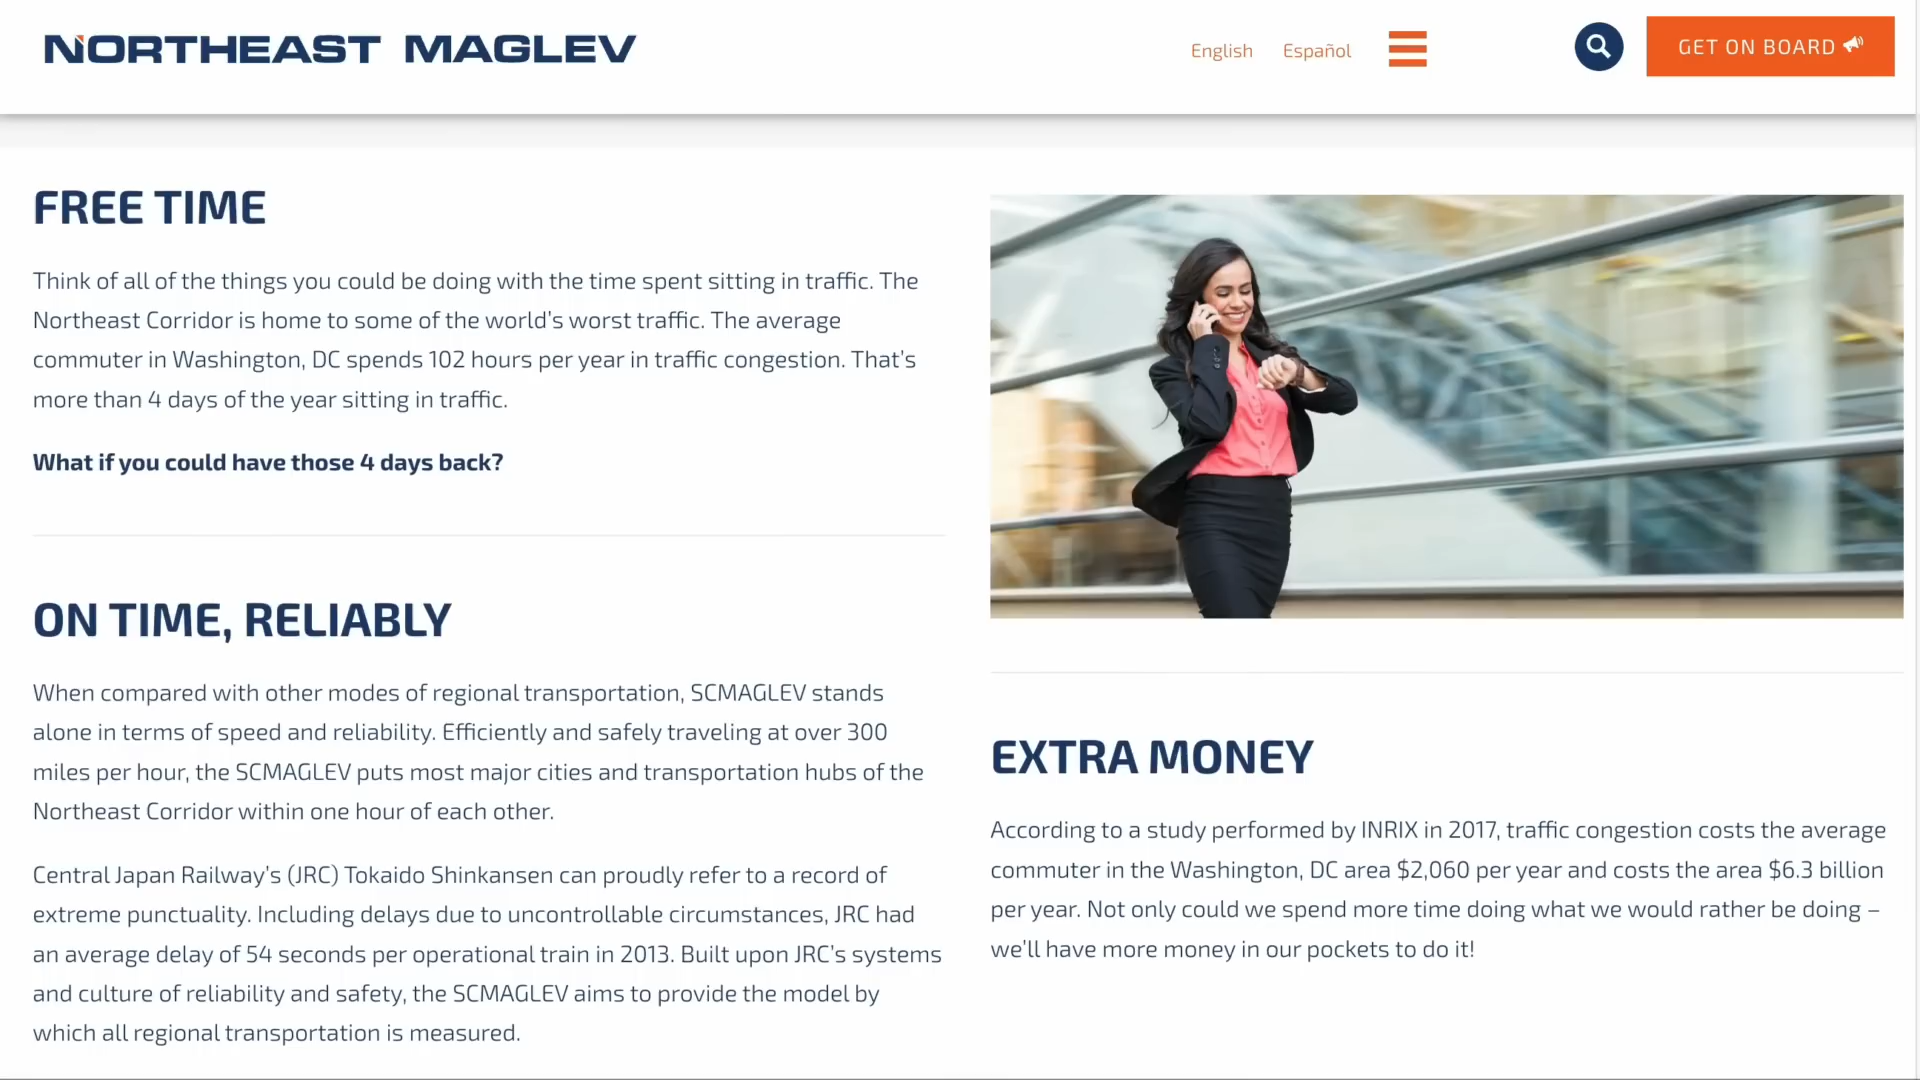 NORTHEAST MAGLEV
English
Español
GET ON BOARD
FREE TIME
Think of all of the things you could be doing with the time spent sitting in traffic. The
Northeast Corridor is home to some of the world's worst traffic. The average
commuter in Washington, DC spends 102 hours per year in traffic congestion. That's
more than 4 days of the year sitting in traffic.
What if you could have those 4 days back?
ON TIME, RELIABLY
When compared with other modes of regional transportation, SCMAGLEV stands
alone in terms of speed and reliability. Efficiently and safely traveling at over 300
miles per hour, the SCMAGLEV puts most major cities and transportation hubs of the
Northeast Corridor within one hour of each other.
Central Japan Railway's (JRC) Tokaido Shinkansen can proudly refer to a record of
extreme punctuality. Including delays due to uncontrollable circumstances, JRC had
an average delay of 54 seconds per operational train in 2013. Built upon JRC's systems
and culture of reliability and safety, the SCMAGLEV aims to provide the model by
which all regional transportation is measured.
EXTRA MONEY
According to a study performed by INRIX in 2017, traffic congestion costs the average
commuter in the Washington, DC area $2,060 per year and costs the area $6.3 billion
per year. Not only could we spend more time doing what we would rather be doing –
we'll have more money in our pockets to do it!